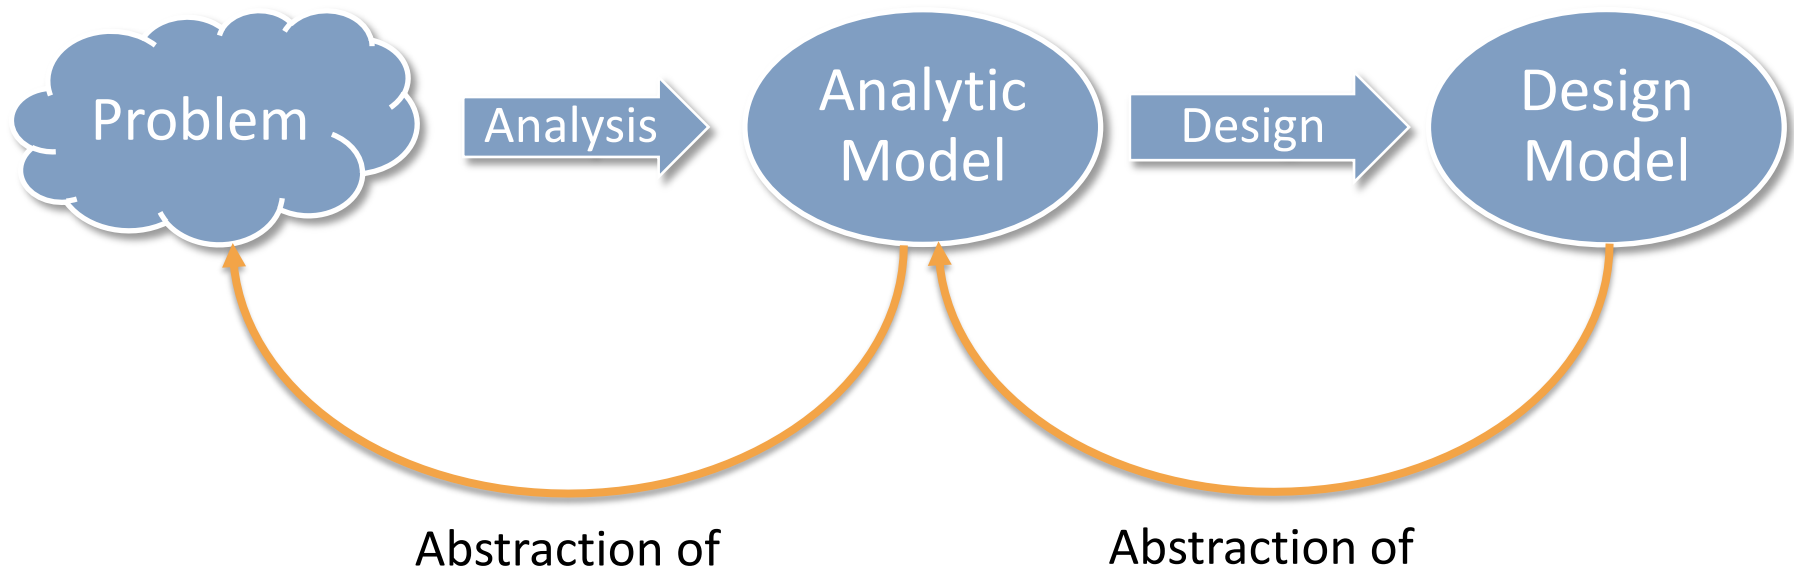 Problem
Analysis
Analytic
Model
Design
Design
Model
Abstraction of
Abstraction of